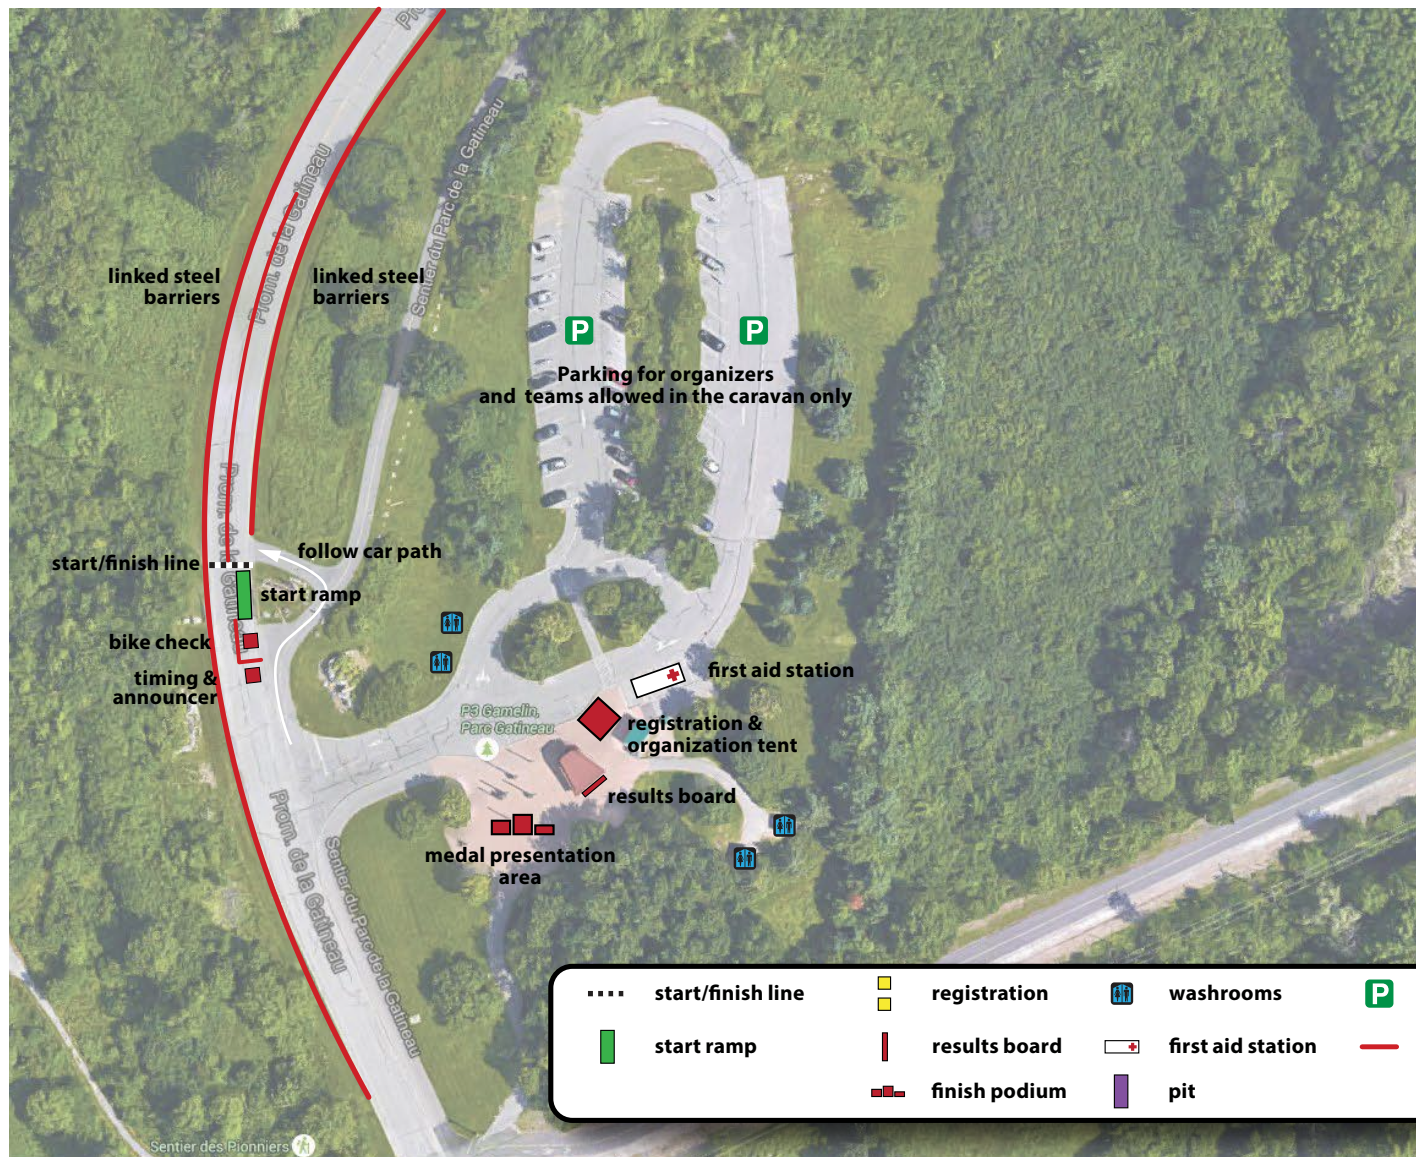 Pro
Prom. de la Gatineau
Sentier du Parc de la Gatineau
linked steel
barriers
linked steel
barriers
P
P
Parking for organizers
and teams allowed in the caravan only
Prom. de la Gatineau
follow car path
start/finish line
start ramp
bike check
timing &
announcer
first aid station
P3 Gamelin,
Parc Gatineau
registration &
organization tent
results board
medal presentation
area
Prom. de la Gatineau
Sentier du Parc de la Gatineau
Sentier des Pionniers
start/finish line
registration
washrooms
P
start ramp
results board
first aid station
finish podium
pit